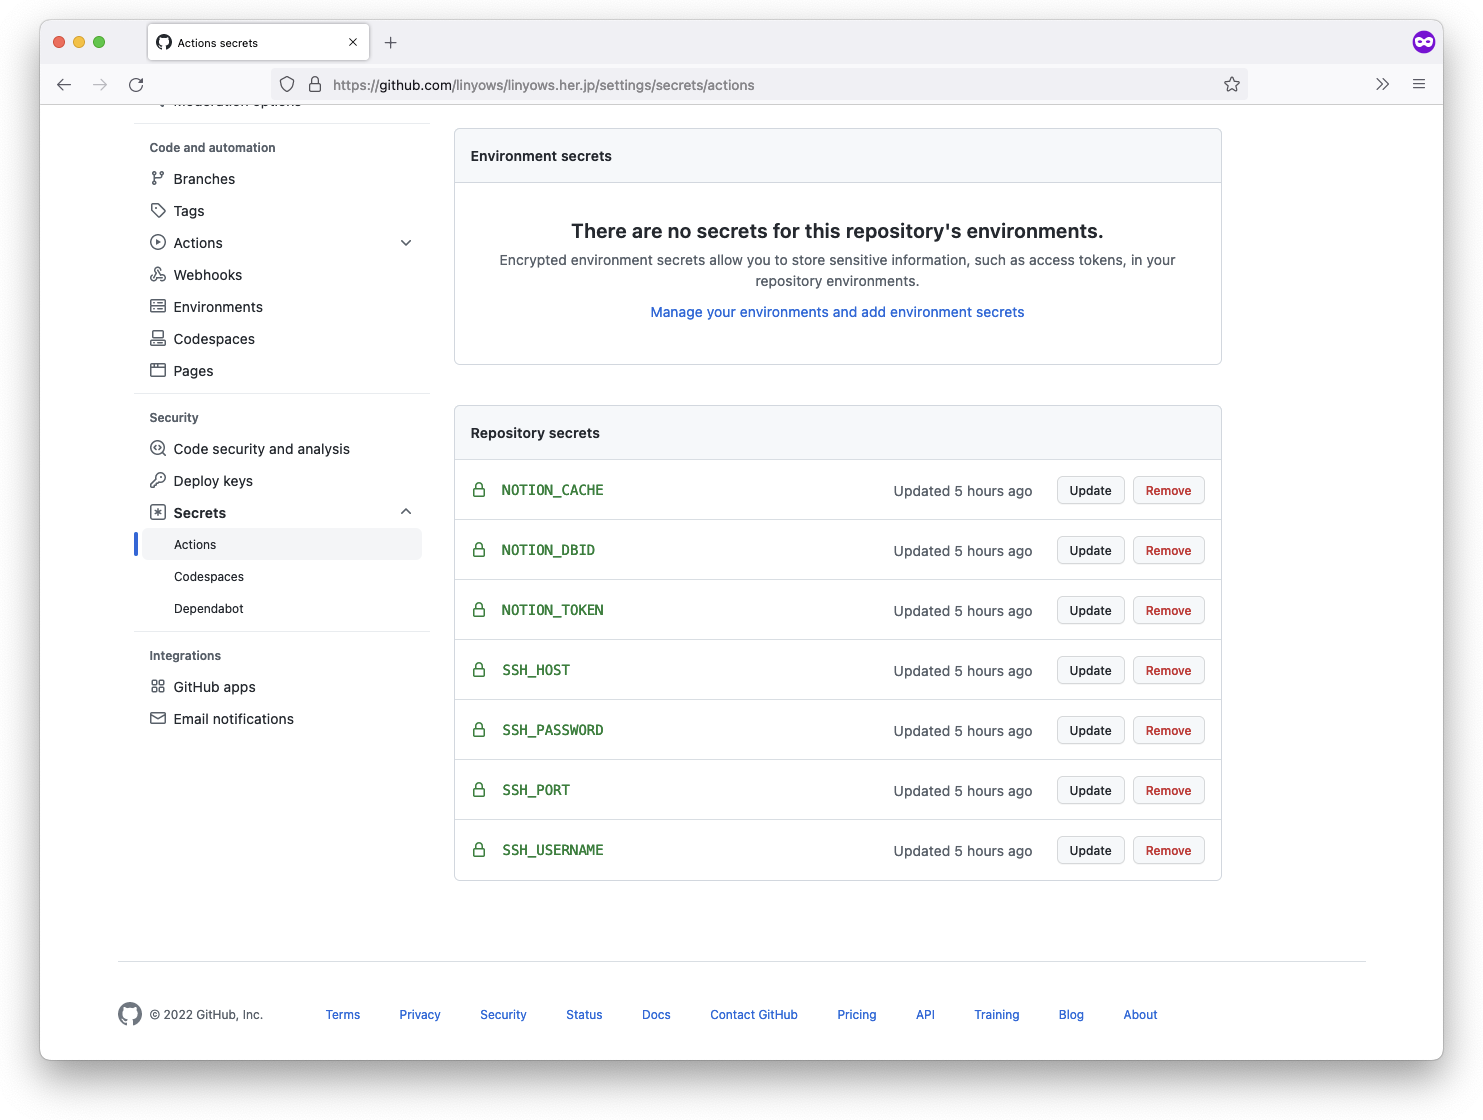 Actions secrets
https://github.com/linyows/linyows.her.jp/settings/secrets/actions
Moderation options
Code and automation
Branches
Tags
Actions
Webhooks
Environments
Codespaces
Pages
Security
Code security and analysis
Deploy keys
Secrets
Actions
Codespaces
Dependabot
Integrations
GitHub apps
Email notifications
Environment secrets
There are no secrets for this repository's environments.
Encrypted environment secrets allow you to store sensitive information, such as access tokens, in your
repository environments.
Manage your environments and add environment secrets
Repository secrets
NOTION_CACHE Updated 5 hours ago Update Remove
NOTION_DBID Updated 5 hours ago Update Remove
NOTION_TOKEN Updated 5 hours ago Update Remove
SSH_HOST Updated 5 hours ago Update Remove
SSH_PASSWORD Updated 5 hours ago Update Remove
SSH_PORT Updated 5 hours ago Update Remove
SSH_USERNAME Updated 5 hours ago Update Remove
© 2022 GitHub, Inc. Terms Privacy Security Status Docs Contact GitHub Pricing API Training Blog About